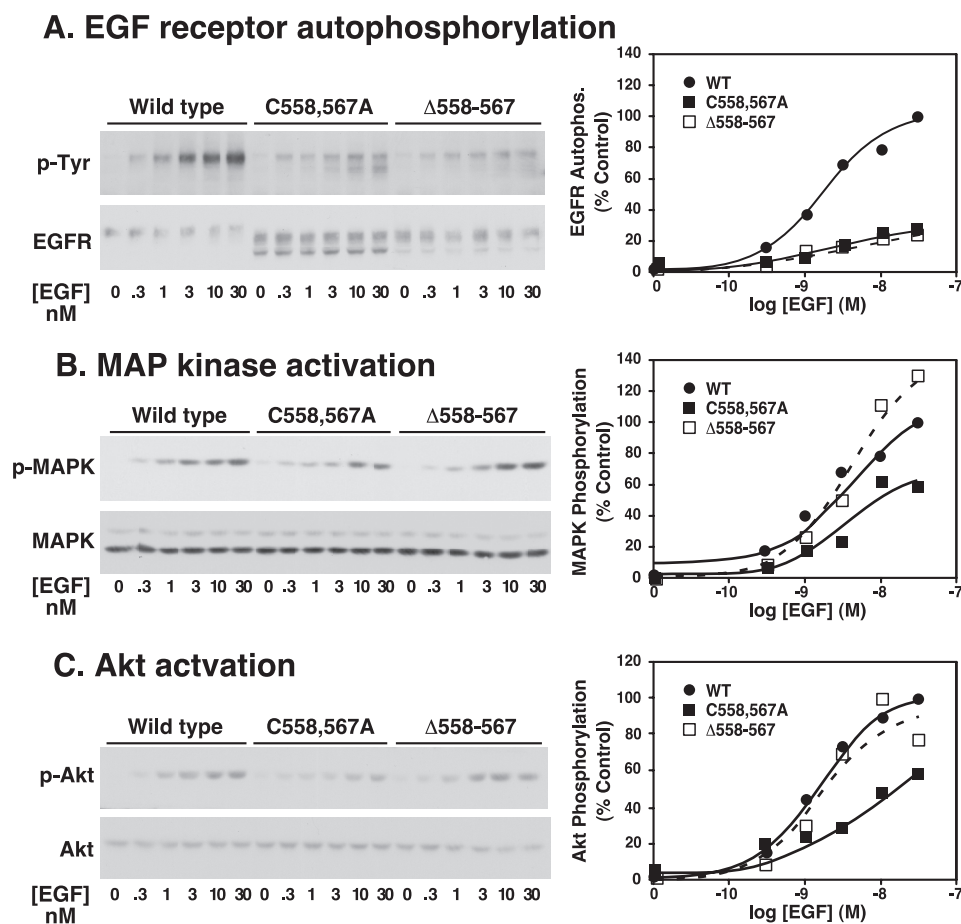 A. EGF receptor autophosphorylation
Wild type C558,567A Δ558-567
p-Tyr
EGFR
[EGF] nM 0 .3 1 3 10 30 0 .3 1 3 10 30 0 .3 1 3 10 30
EGFR Autophos. (% Control)
140
120
100
80
60
40
20
0
WT
C558,567A
Δ558-567
0 -10 -9 -8 -7
log [EGF] (M)
B. MAP kinase activation
Wild type C558,567A Δ558-567
p-MAPK
MAPK
[EGF] nM 0 .3 1 3 10 30 0 .3 1 3 10 30 0 .3 1 3 10 30
MAPK Phosphorylation (% Control)
140
120
100
80
60
40
20
0
WT
C558,567A
Δ558-567
0 -10 -9 -8 -7
log [EGF] (M)
C. Akt actvation
Wild type C558,567A Δ558-567
p-Akt
Akt
[EGF] nM 0 .3 1 3 10 30 0 .3 1 3 10 30 0 .3 1 3 10 30
Akt Phosphorylation (% Control)
120
100
80
60
40
20
0
WT
C558,567A
Δ558-567
0 -10 -9 -8 -7
log [EGF] (M)